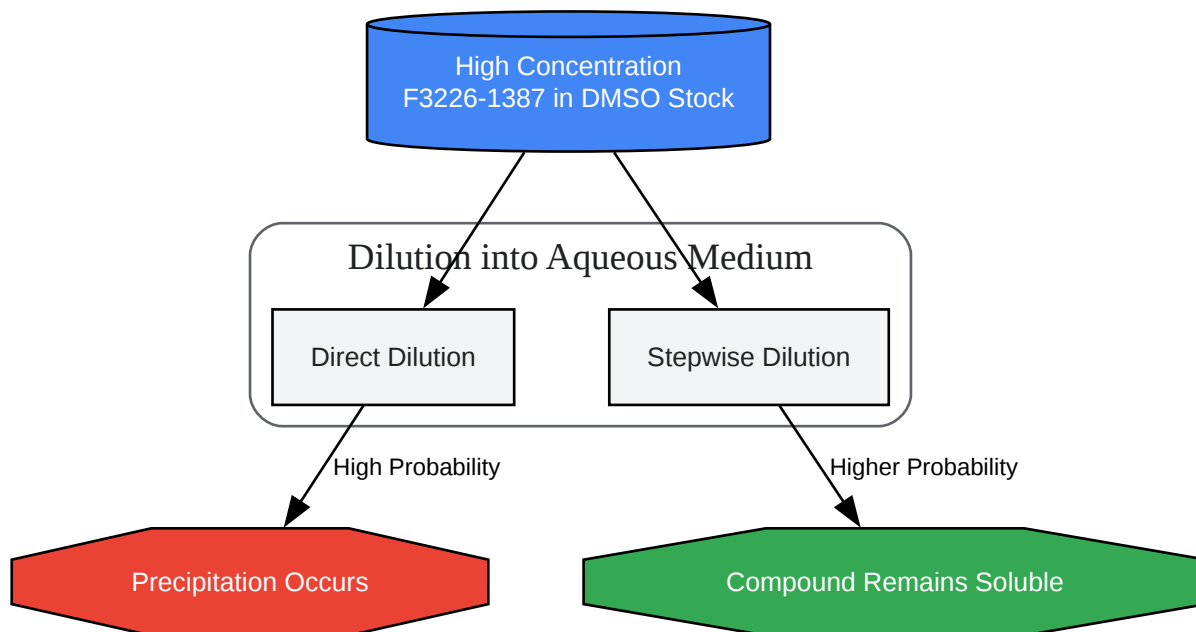 High Concentration
F3226-1387 in DMSO Stock
Dilution into Aqueous Medium
Direct Dilution
Stepwise Dilution
High Probability
Higher Probability
Precipitation Occurs
Compound Remains Soluble